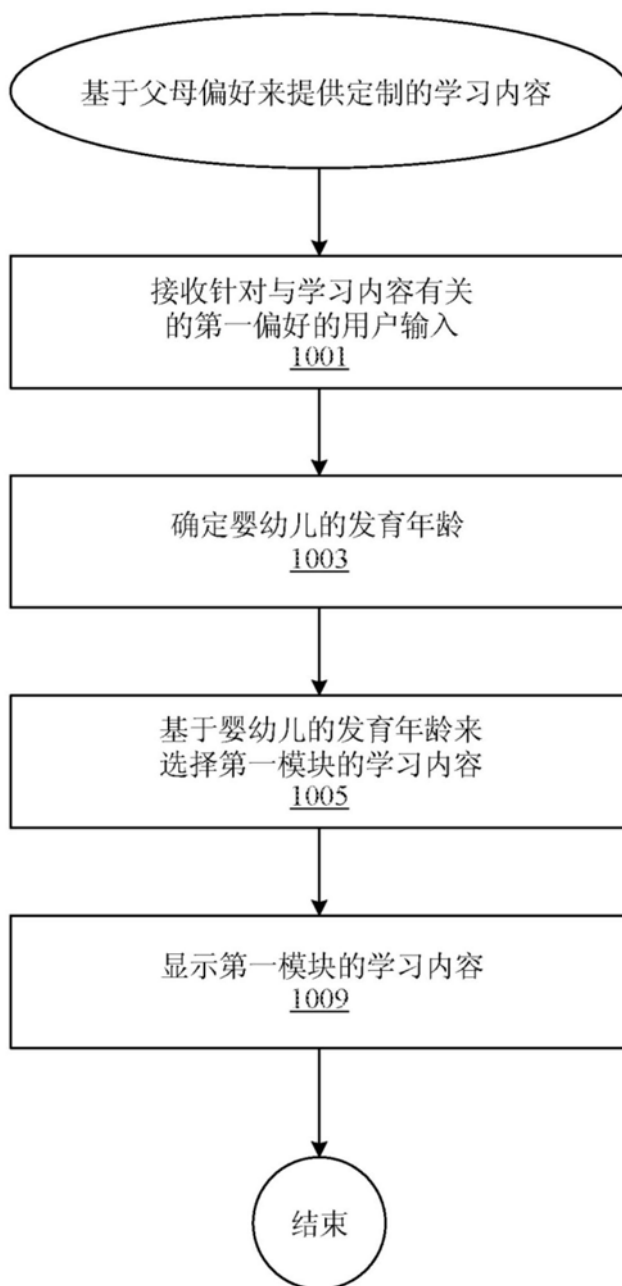 基于父母偏好来提供定制的学习内容
接收针对与学习内容有关
的第一偏好的用户输入
1001
确定婴幼儿的发育年龄
1003
基于婴幼儿的发育年龄来
选择第一模块的学习内容
1005
显示第一模块的学习内容
1009
结束